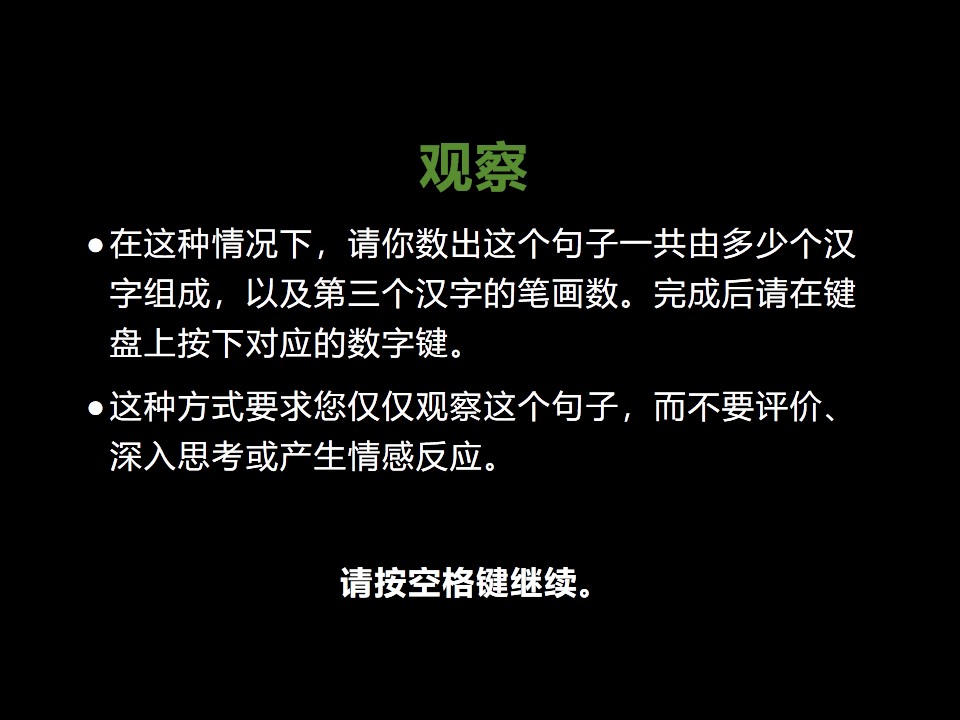 观察
●在这种情况下，请你数出这个句子一共由多少个汉
字组成，以及第三个汉字的笔画数。完成后请在键
盘上按下对应的数字键。
●这种方式要求您仅仅观察这个句子，而不要评价、
深入思考或产生情感反应。
请按空格键继续。